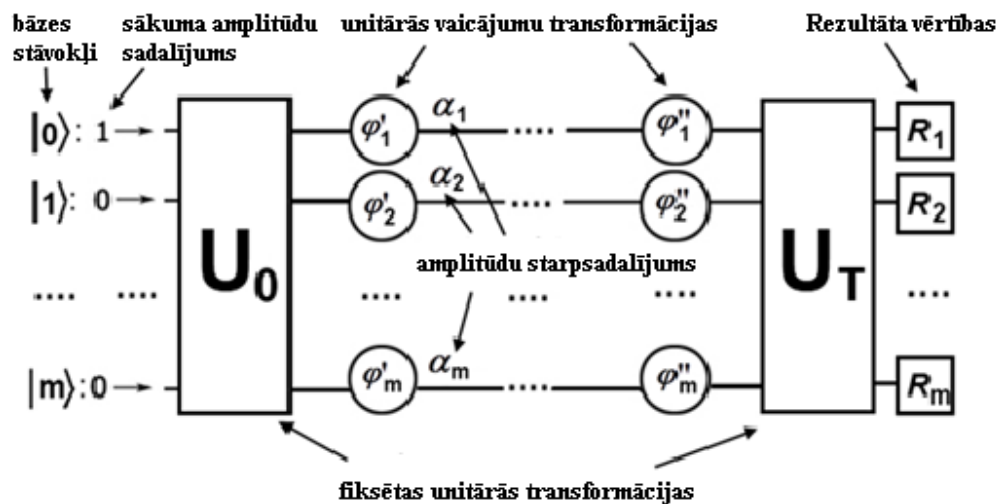 bāzes stāvokļi
sākuma amplitūdu sadalījums
unitārās vaicājumu transformācijas
Rezultāta vērtības
|0⟩: 1 φ'₁ α₁ .... φ''₁ R₁
|1⟩: 0 φ'₂ α₂ .... φ''₂ R₂
U₀ U_T
amplitūdu starpsadalījums
.... .... .... .... .... ....
|m⟩: 0 φ'ₘ αₘ .... φ''ₘ Rₘ
fiksētas unitārās transformācijas